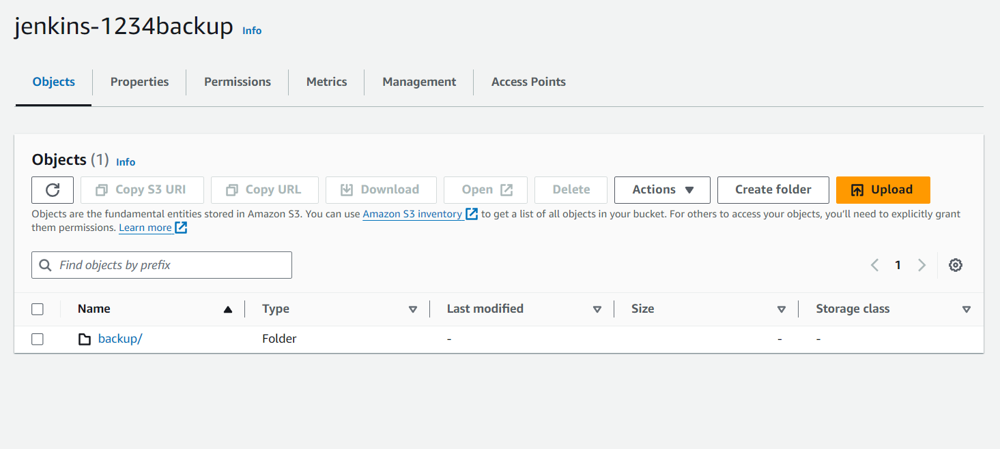 jenkins-1234backup Info
Objects Properties Permissions Metrics Management Access Points
Objects (1) Info
Copy S3 URI Copy URL Download Open Delete Actions Create folder Upload
Objects are the fundamental entities stored in Amazon S3. You can use Amazon S3 inventory to get a list of all objects in your bucket. For others to access your objects, you'll need to explicitly grant
them permissions. Learn more
Find objects by prefix 1
Name Type Last modified Size Storage class
backup/ Folder - - -